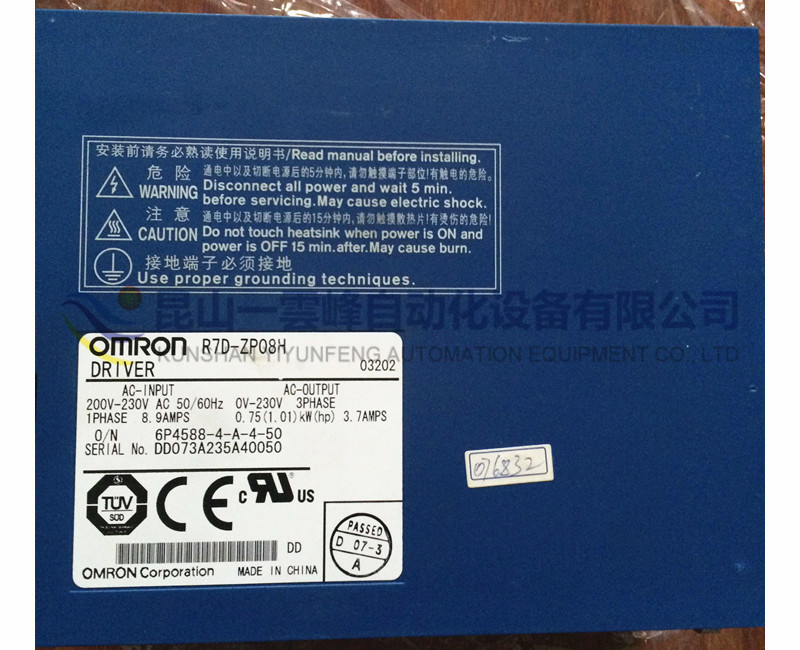 安装前请务必熟读使用说明书/Read manual before installing.
危险
WARNING
通电中以及切断电源后的5分钟内，请勿触摸端子部位！有触电的危险。
Disconnect all power and wait 5 min.
before servicing.May cause electric shock.
注意
CAUTION
通电中以及切断电源后的15分钟内，请勿触摸散热片！有烫伤的危险！
Do not touch heatsink when power is ON and
power is OFF 15 min.after.May cause burn.
接地端子必须接地
Use proper grounding techniques.
昆山一雲峰自动化设备有限公司
KUNSHAN YIYUNFENG AUTOMATION EQUIPMENT CO.,LTD
OMRON R7D-ZP08H
DRIVER 03202
AC-INPUT AC-OUTPUT
200V-230V AC 50/60Hz 0V-230V 3PHASE
1PHASE 8.9AMPS 0.75(1.01)kW(hp) 3.7AMPS
O/N 6P4588-4-A-4-50
SERIAL No. DD073A235A40050
TÜV
CE
c RU US
DD
OMRON Corporation MADE IN CHINA
PASSED
D 07-3
A
076832